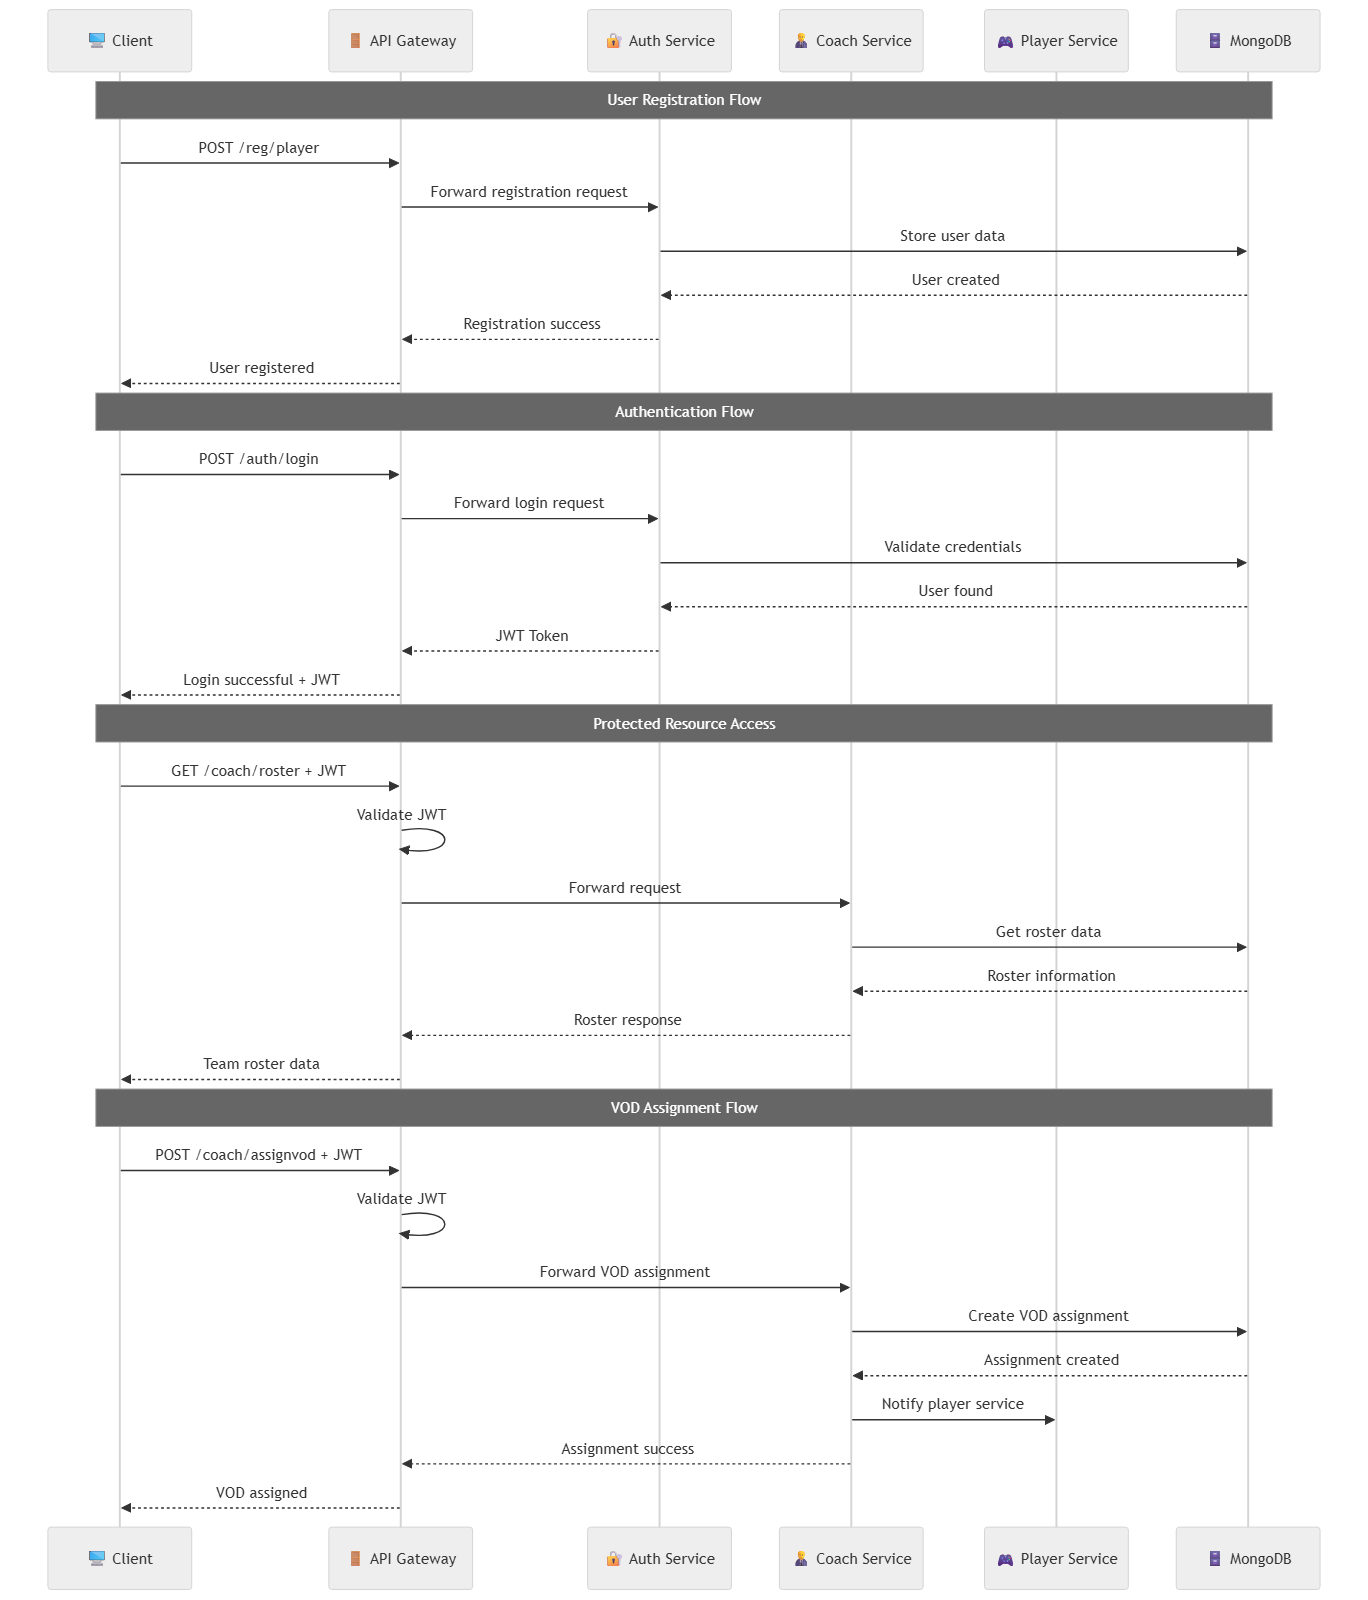 Client
API Gateway
Auth Service
Coach Service
Player Service
MongoDB
User Registration Flow
POST /reg/player
Forward registration request
Store user data
User created
Registration success
User registered
Authentication Flow
POST /auth/login
Forward login request
Validate credentials
User found
JWT Token
Login successful + JWT
Protected Resource Access
GET /coach/roster + JWT
Validate JWT
Forward request
Get roster data
Roster information
Roster response
Team roster data
VOD Assignment Flow
POST /coach/assignvod + JWT
Validate JWT
Forward VOD assignment
Create VOD assignment
Assignment created
Notify player service
Assignment success
VOD assigned
Client
API Gateway
Auth Service
Coach Service
Player Service
MongoDB